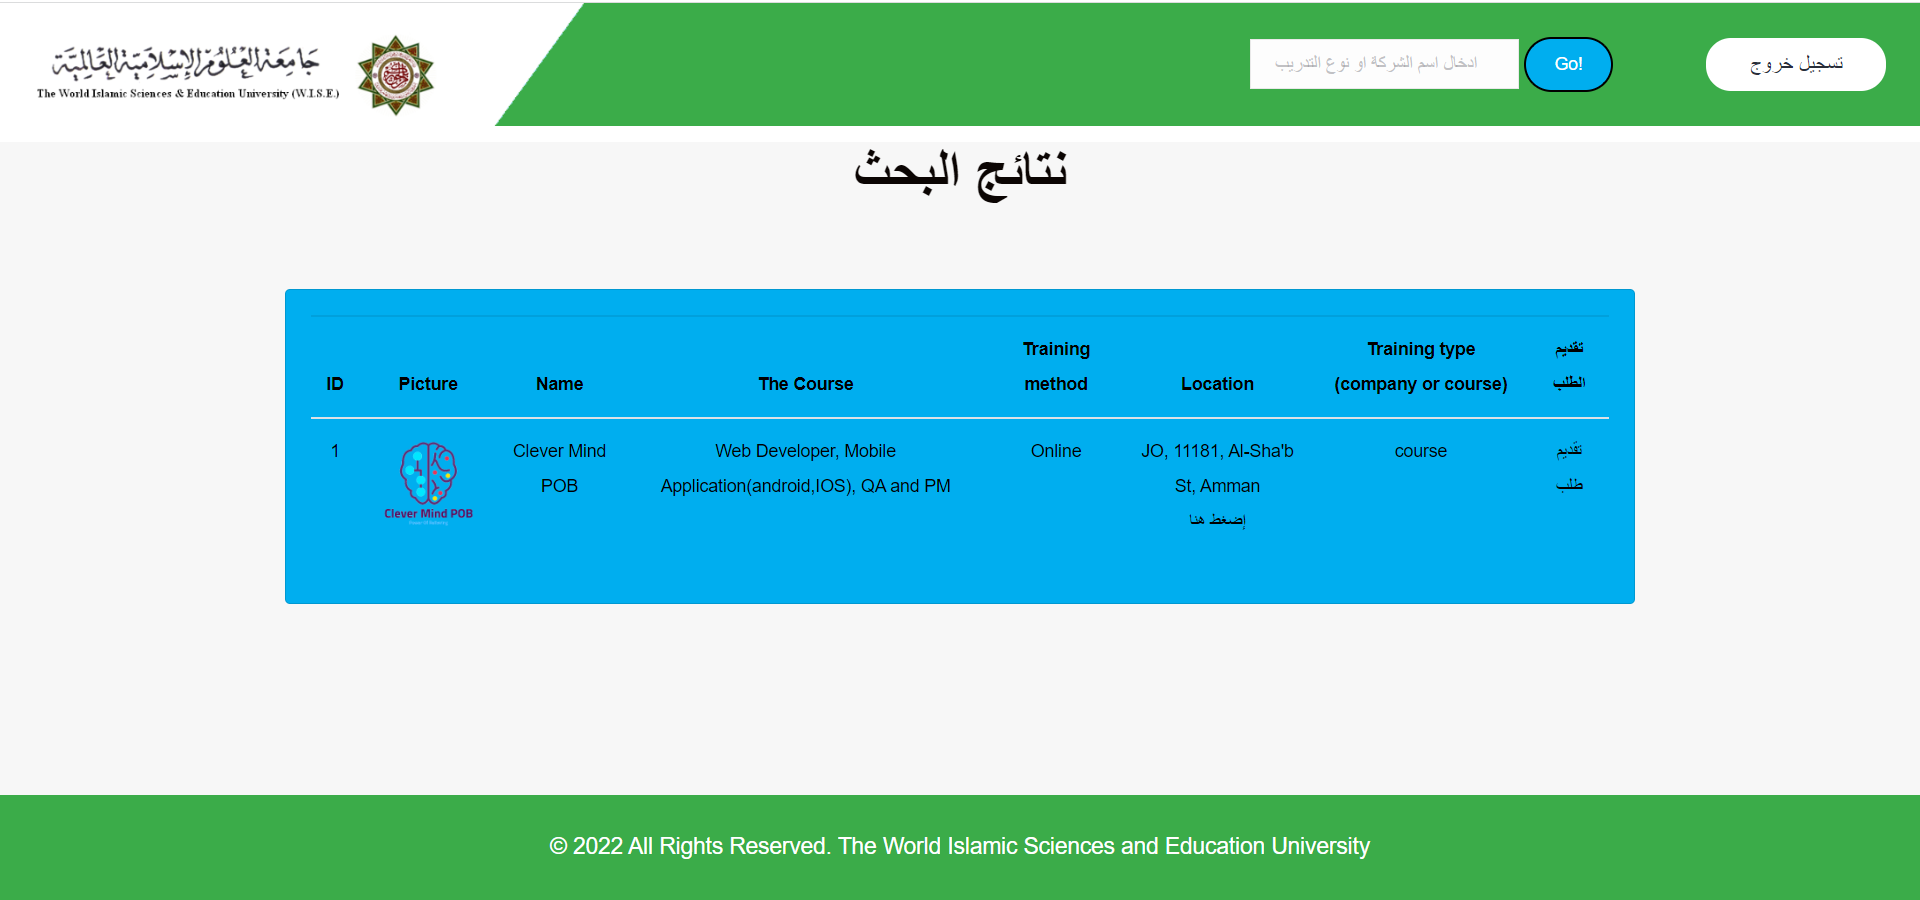 جامعة العلوم الإسلامية العالمية
The World Islamic Sciences & Education University (W.I.S.E.)
ادخال اسم الشركة او نوع التدريب
Go!
تسجيل خروج
نتائج البحث
ID
Picture
Name
The Course
Training
method
Location
Training type
(company or course)
تقديم
الطلب
1
Clever Mind POB
Clever Mind
POB
Web Developer, Mobile
Application(android,IOS), QA and PM
Online
JO, 11181, Al-Sha'b
St, Amman
إضغط هنا
course
تقديم
طلب
© 2022 All Rights Reserved. The World Islamic Sciences and Education University